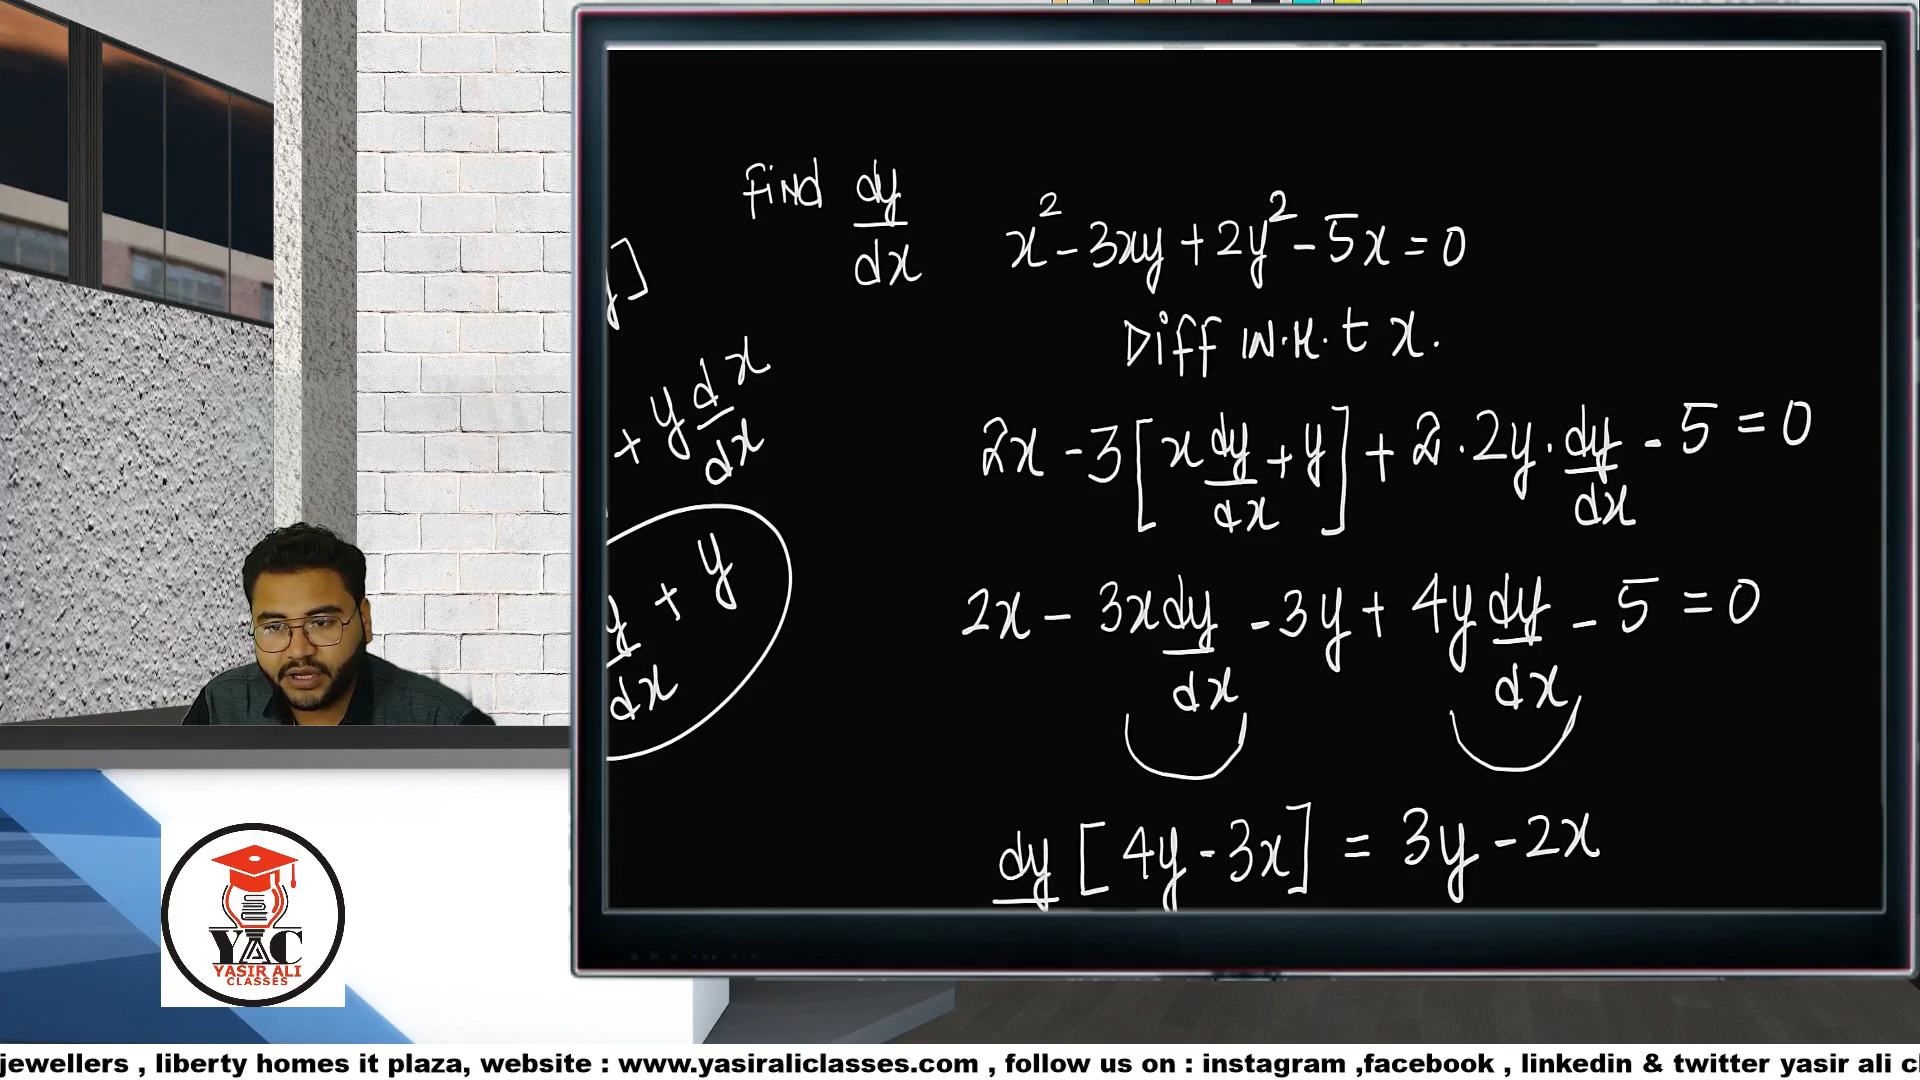 find dy/dx x² - 3xy + 2y² - 5x = 0
y]
Diff w.r.t x.
+ y dx/dx
2x - 3[x dy/dx + y] + 2·2y·dy/dx - 5 = 0
y/dx + y
2x - 3x dy/dx - 3y + 4y dy/dx - 5 = 0
dy [4y - 3x] = 3y - 2x
YAC
YASIR ALI
CLASSES
jewellers , liberty homes it plaza, website : www.yasiraliclasses.com , follow us on : instagram ,facebook , linkedin & twitter yasir ali cl